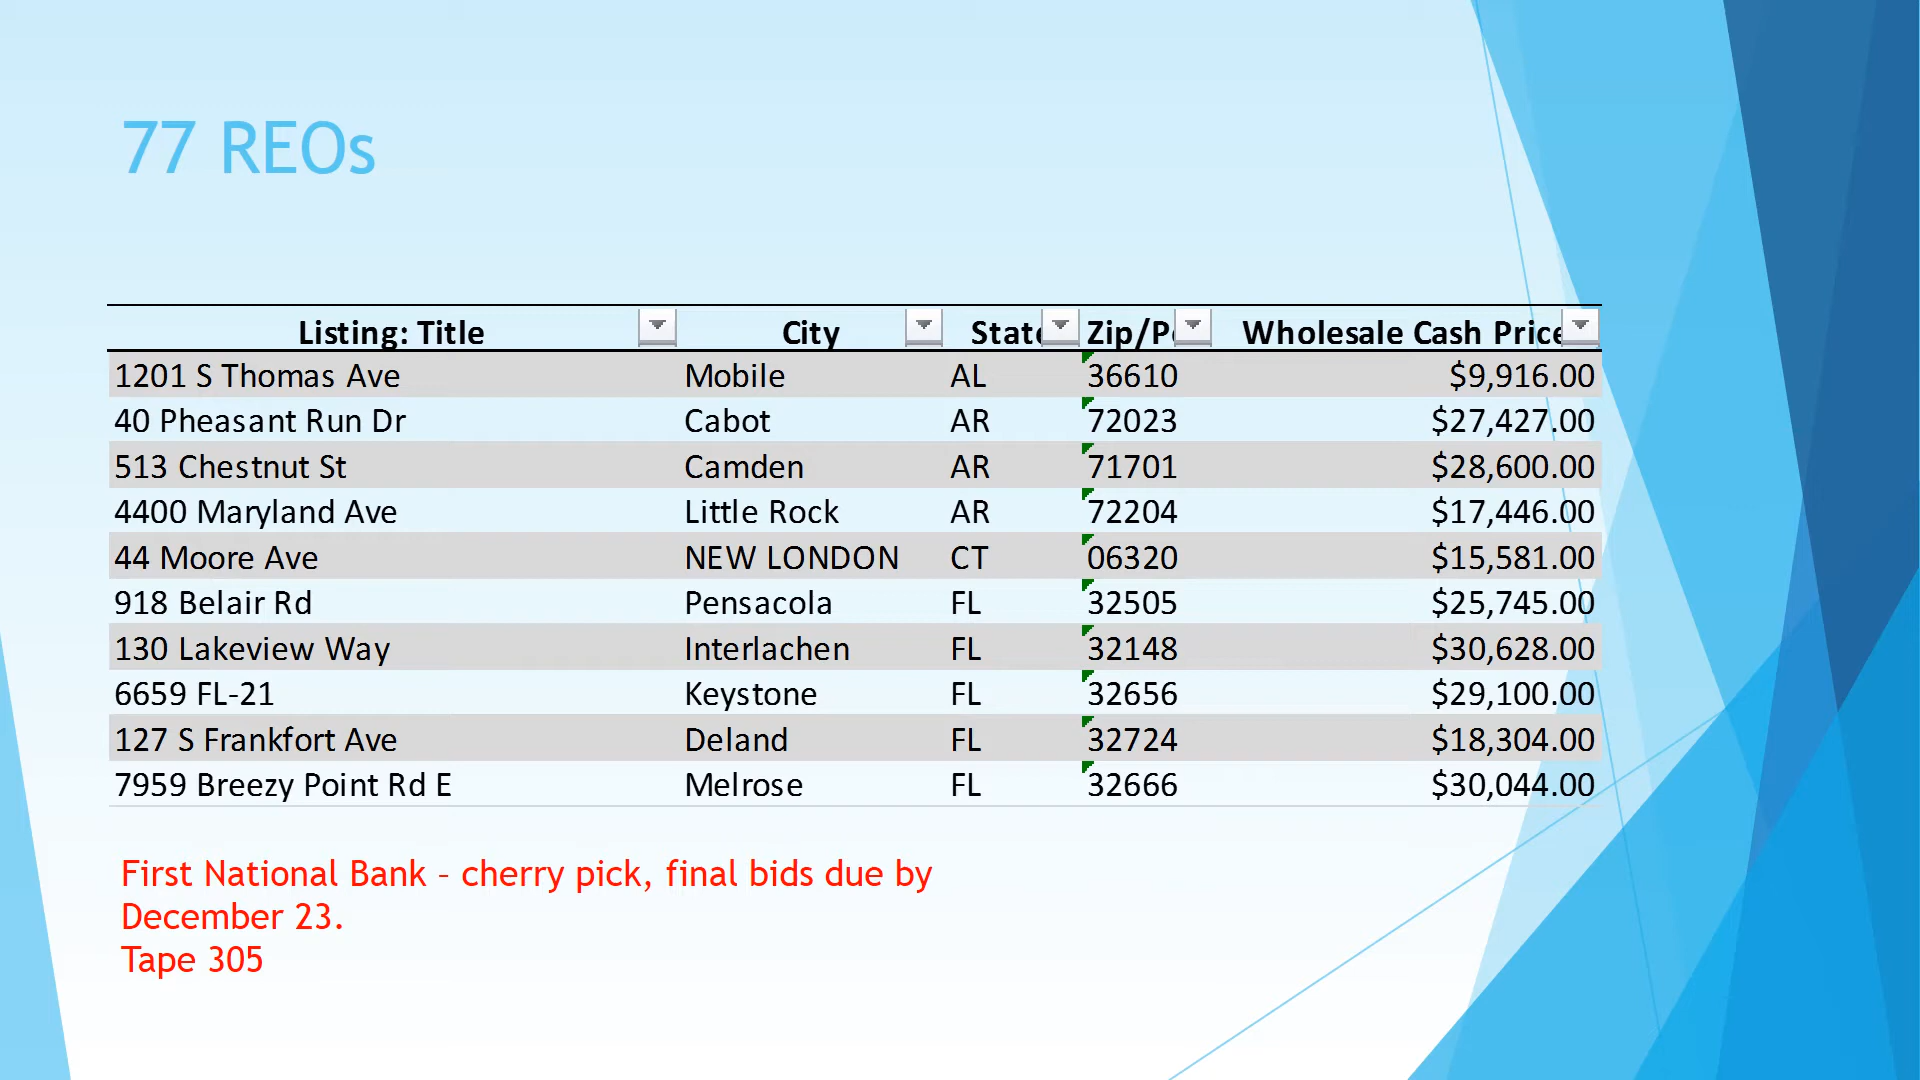 77 REOs
Listing: Title City State Zip/P Wholesale Cash Price
1201 S Thomas Ave Mobile AL 36610 $9,916.00
40 Pheasant Run Dr Cabot AR 72023 $27,427.00
513 Chestnut St Camden AR 71701 $28,600.00
4400 Maryland Ave Little Rock AR 72204 $17,446.00
44 Moore Ave NEW LONDON CT 06320 $15,581.00
918 Belair Rd Pensacola FL 32505 $25,745.00
130 Lakeview Way Interlachen FL 32148 $30,628.00
6659 FL-21 Keystone FL 32656 $29,100.00
127 S Frankfort Ave Deland FL 32724 $18,304.00
7959 Breezy Point Rd E Melrose FL 32666 $30,044.00
First National Bank – cherry pick, final bids due by
December 23.
Tape 305